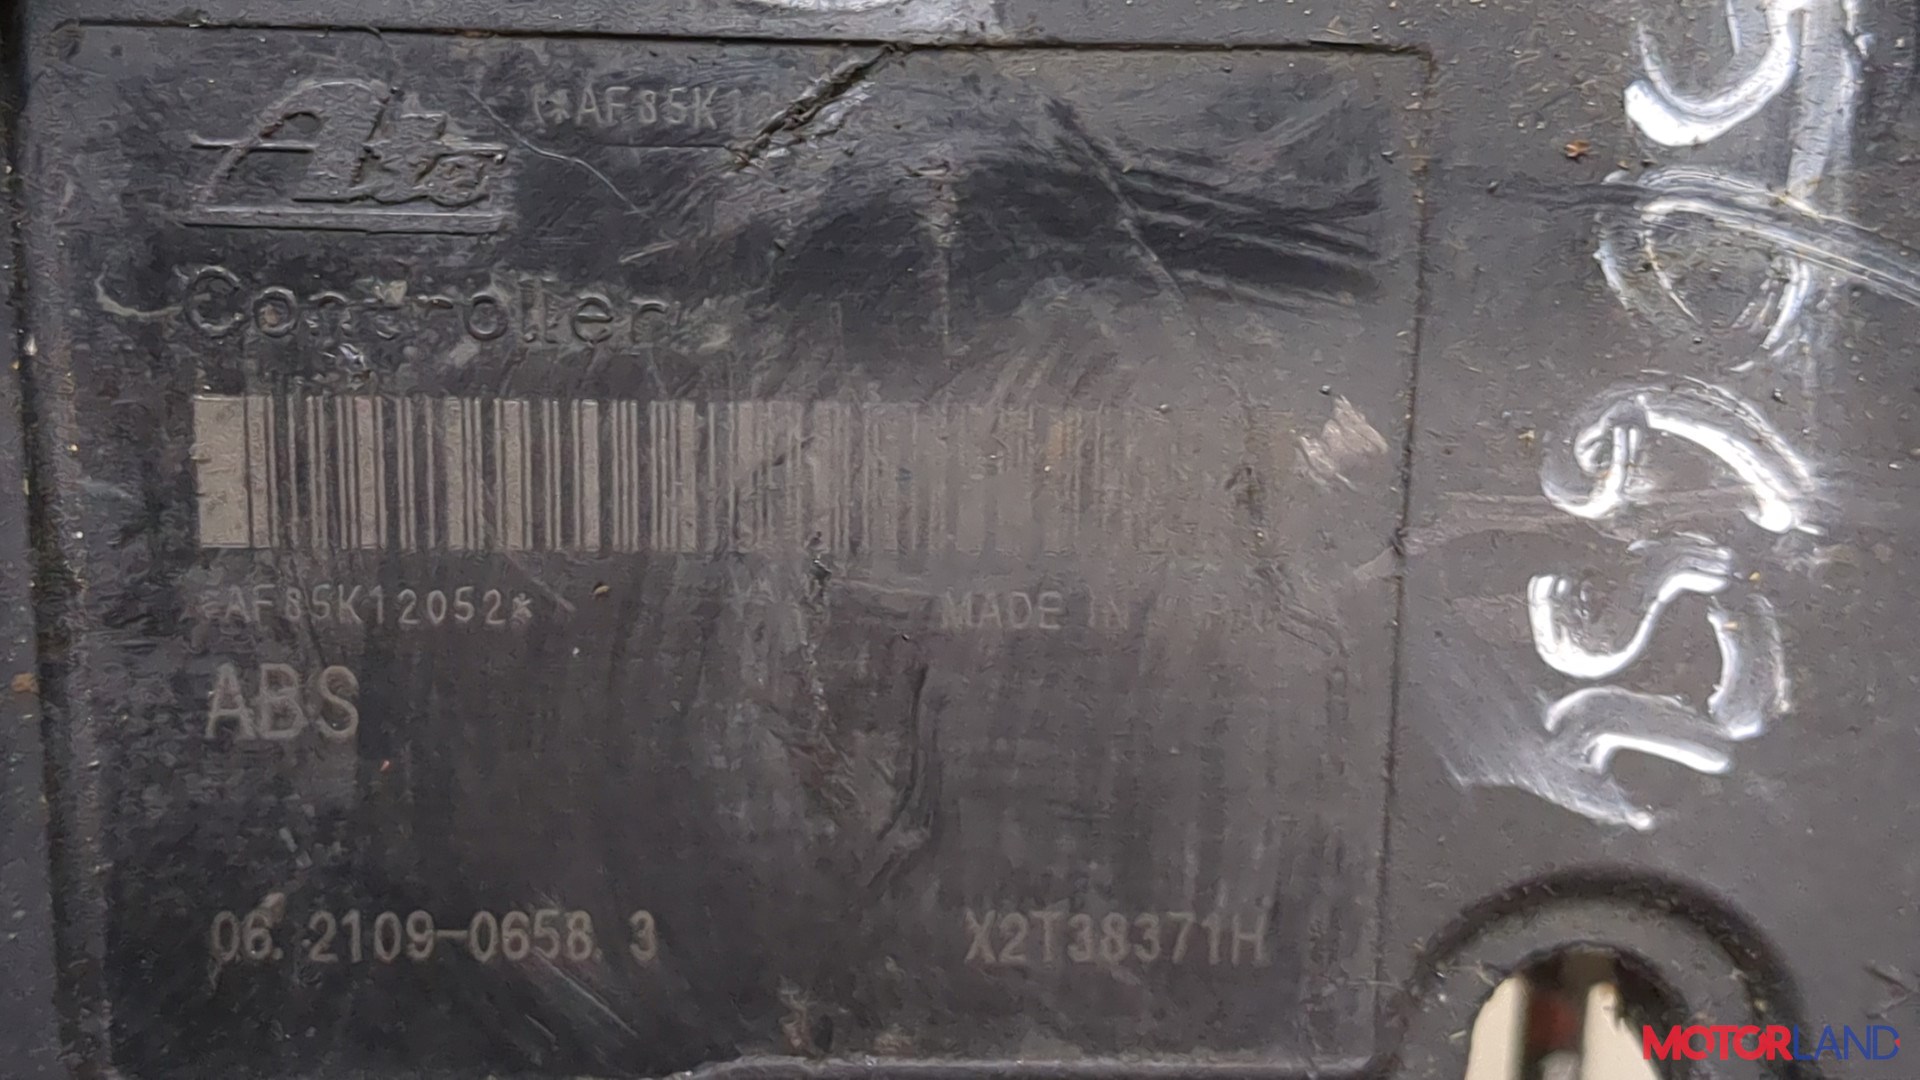 Ate
(*AF85K1
Controller
*AF85K12052*
MADE IN
ABS
06.2109-0658.3
X2T38371H
MOTORLAND